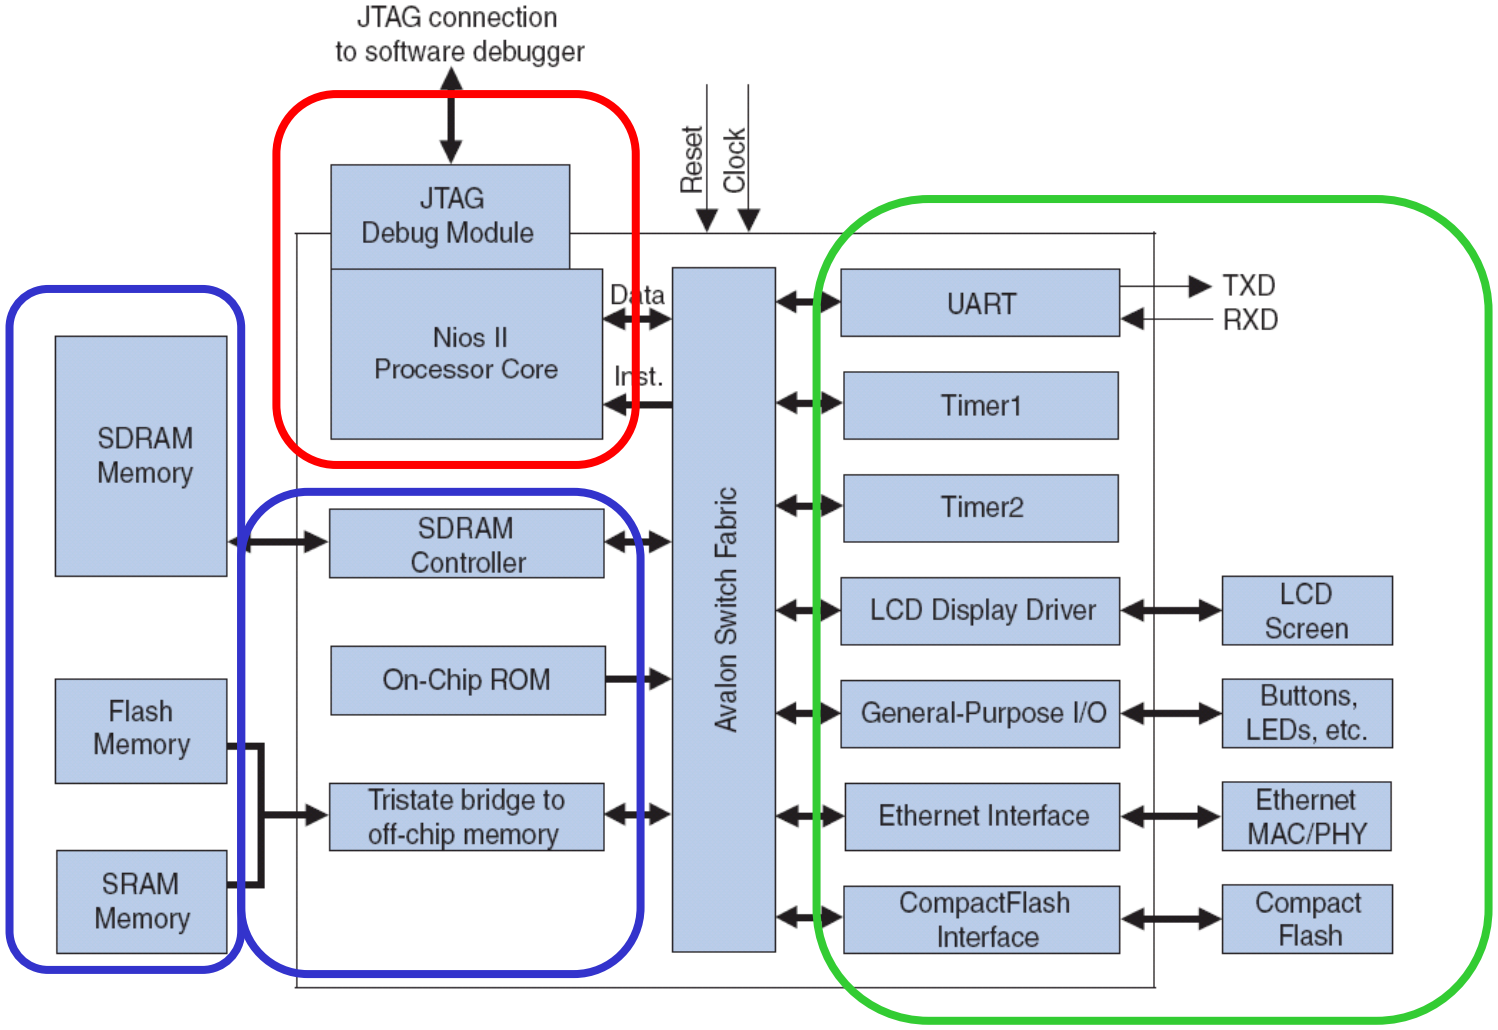 JTAG connection
to software debugger
Reset
Clock
JTAG
Debug Module
Nios II
Processor Core
Data
Inst.
SDRAM
Memory
Flash
Memory
SRAM
Memory
SDRAM
Controller
On-Chip ROM
Tristate bridge to
off-chip memory
Avalon Switch Fabric
UART
TXD
RXD
Timer1
Timer2
LCD Display Driver
LCD
Screen
General-Purpose I/O
Buttons,
LEDs, etc.
Ethernet Interface
Ethernet
MAC/PHY
CompactFlash
Interface
Compact
Flash